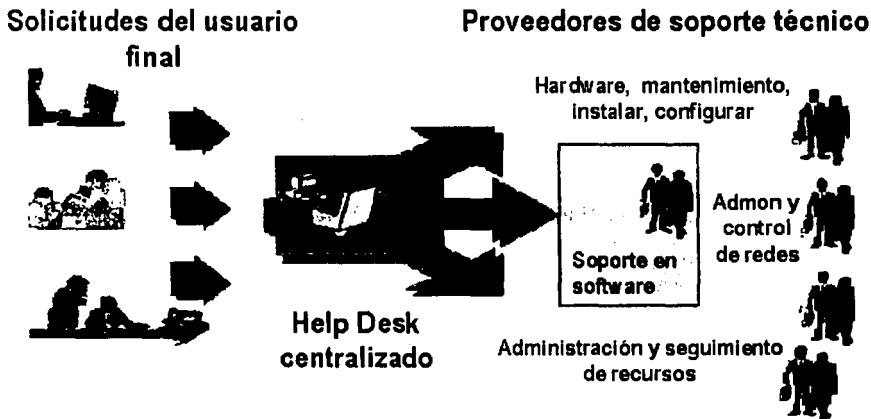 Solicitudes del usuario
final
Proveedores de soporte técnico
Hardware, mantenimiento,
instalar, configurar
Admon y
control
de redes
Soporte en
software
Help Desk
centralizado
Administración y seguimiento
de recursos